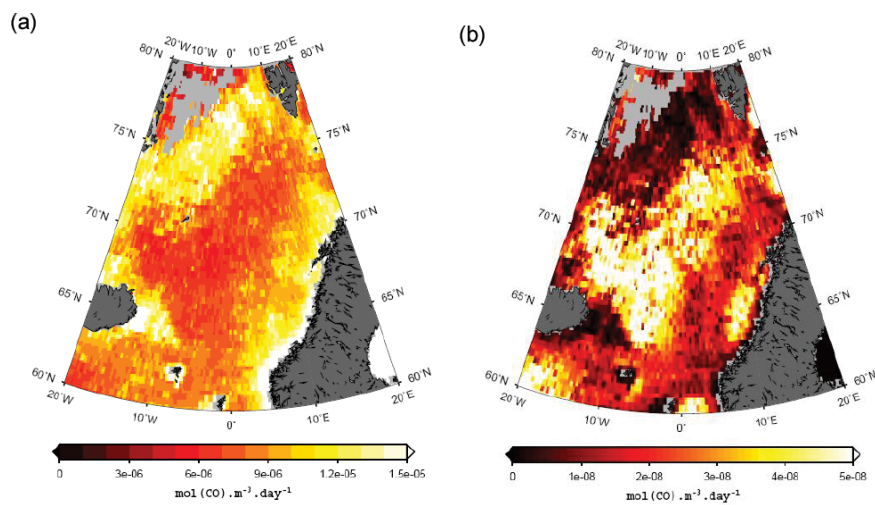 (a)
(b)
20˚W 10˚W 0˚ 10˚E 20˚E
80˚N
80˚N
75˚N
75˚N
70˚N
70˚N
65˚N
65˚N
60˚N
60˚N
20˚W
10˚W
0˚
10˚E
20˚E
0 3e-06 6e-06 9e-06 1.2e-05 1.5e-05
mol(CO).m⁻³.day⁻¹
20˚W 10˚W 0˚ 10˚E 20˚E
80˚N
80˚N
75˚N
75˚N
70˚N
70˚N
65˚N
65˚N
60˚N
60˚N
20˚W
10˚W
0˚
10˚E
20˚E
0 1e-08 2e-08 3e-08 4e-08 5e-08
mol(CO).m⁻³.day⁻¹